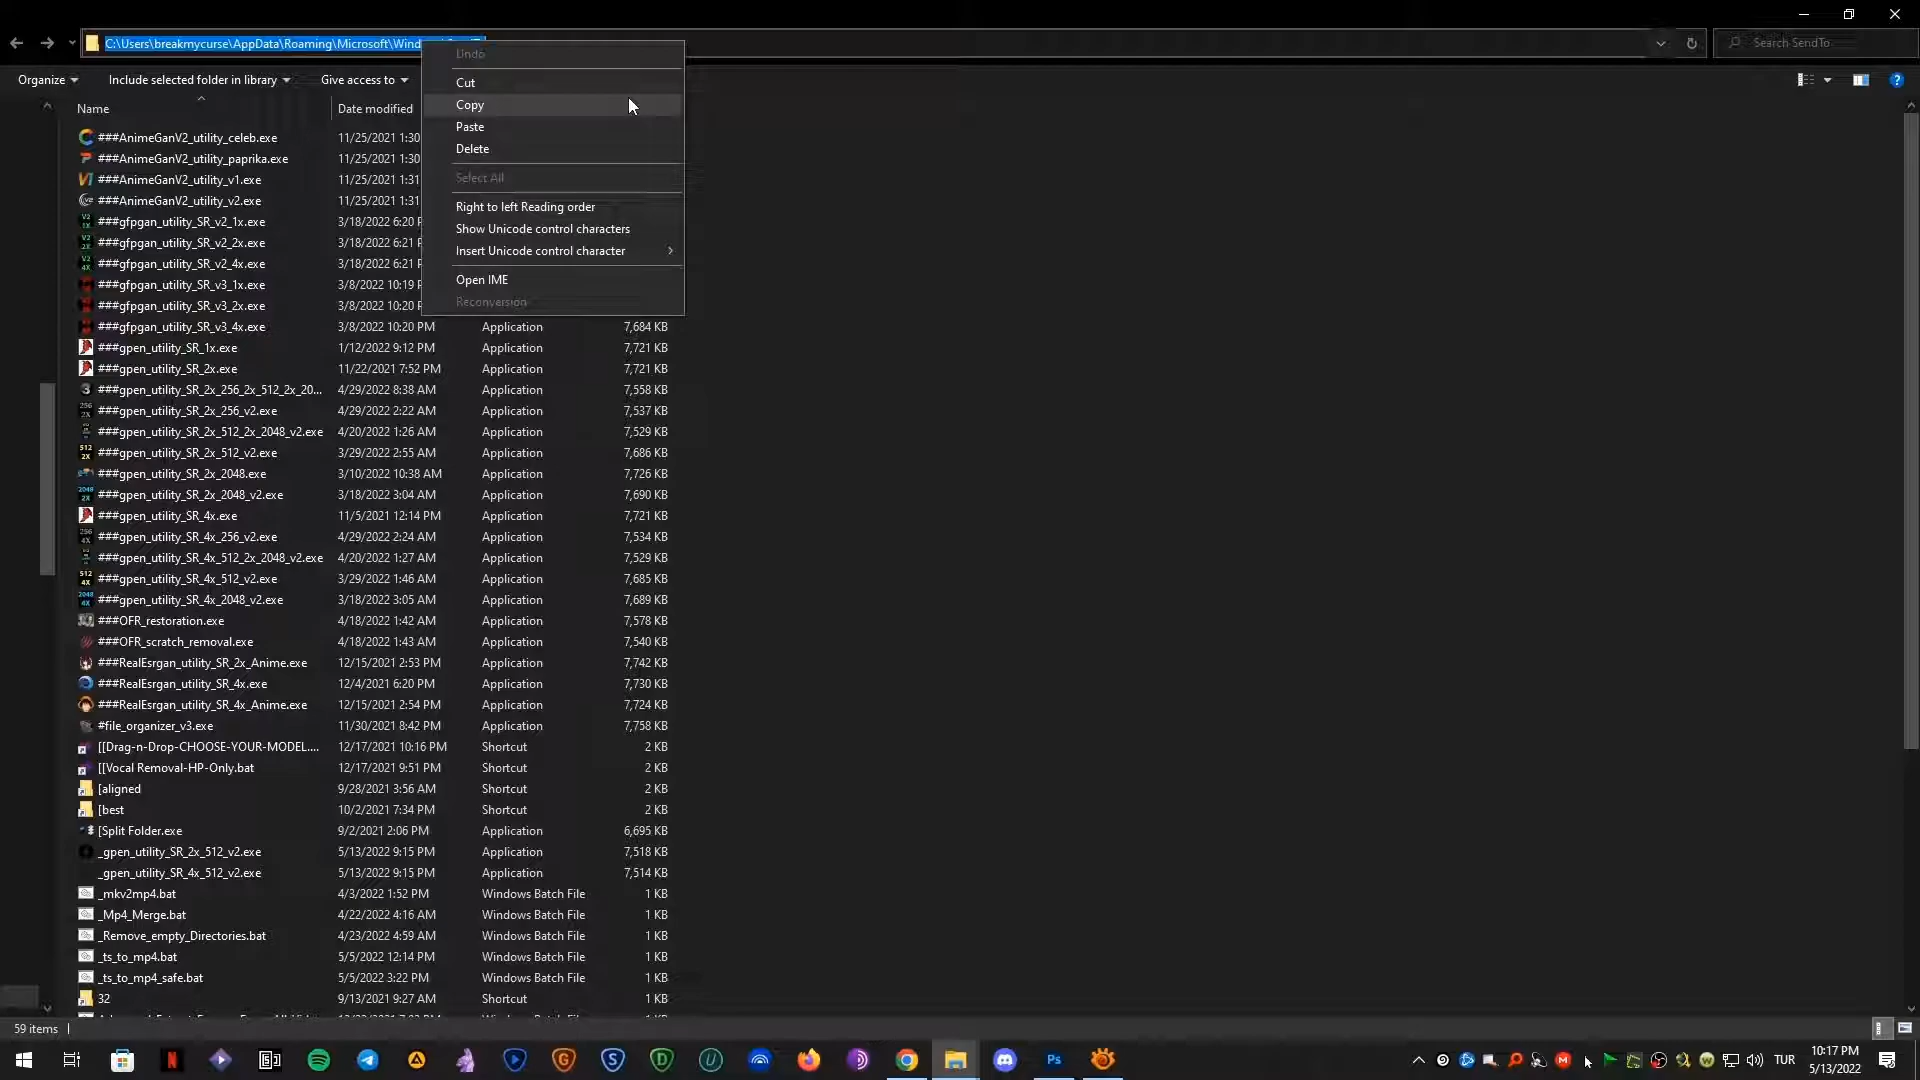 C:\Users\breakmycurse\AppData\Roaming\Microsoft\Wind
Search SendTo
Organize
Include selected folder in library
Give access to
Undo
Cut
Copy
Paste
Delete
Select All
Right to left Reading order
Show Unicode control characters
Insert Unicode control character
Open IME
Reconversion
Name Date modified
###AnimeGanV2_utility_celeb.exe 11/25/2021 1:30
###AnimeGanV2_utility_paprika.exe 11/25/2021 1:30
###AnimeGanV2_utility_v1.exe 11/25/2021 1:31
###AnimeGanV2_utility_v2.exe 11/25/2021 1:31
###gfpgan_utility_SR_v2_1x.exe 3/18/2022 6:20
###gfpgan_utility_SR_v2_2x.exe 3/18/2022 6:21
###gfpgan_utility_SR_v2_4x.exe 3/18/2022 6:21
###gfpgan_utility_SR_v3_1x.exe 3/8/2022 10:19
###gfpgan_utility_SR_v3_2x.exe 3/8/2022 10:20
###gfpgan_utility_SR_v3_4x.exe 3/8/2022 10:20 PM Application 7,684 KB
###gpen_utility_SR_1x.exe 1/12/2022 9:12 PM Application 7,721 KB
###gpen_utility_SR_2x.exe 11/22/2021 7:52 PM Application 7,721 KB
###gpen_utility_SR_2x_256_2x_512_2x_20... 4/29/2022 8:38 AM Application 7,558 KB
###gpen_utility_SR_2x_256_v2.exe 4/29/2022 2:22 AM Application 7,537 KB
###gpen_utility_SR_2x_512_2x_2048_v2.exe 4/20/2022 1:26 AM Application 7,529 KB
###gpen_utility_SR_2x_512_v2.exe 3/29/2022 2:55 AM Application 7,686 KB
###gpen_utility_SR_2x_2048.exe 3/10/2022 10:38 AM Application 7,726 KB
###gpen_utility_SR_2x_2048_v2.exe 3/18/2022 3:04 AM Application 7,690 KB
###gpen_utility_SR_4x.exe 11/5/2021 12:14 PM Application 7,721 KB
###gpen_utility_SR_4x_256_v2.exe 4/29/2022 2:24 AM Application 7,534 KB
###gpen_utility_SR_4x_512_2x_2048_v2.exe 4/20/2022 1:27 AM Application 7,529 KB
###gpen_utility_SR_4x_512_v2.exe 3/29/2022 1:46 AM Application 7,685 KB
###gpen_utility_SR_4x_2048_v2.exe 3/18/2022 3:05 AM Application 7,689 KB
###OFR_restoration.exe 4/18/2022 1:42 AM Application 7,578 KB
###OFR_scratch_removal.exe 4/18/2022 1:43 AM Application 7,540 KB
###RealEsrgan_utility_SR_2x_Anime.exe 12/15/2021 2:53 PM Application 7,742 KB
###RealEsrgan_utility_SR_4x.exe 12/4/2021 6:20 PM Application 7,730 KB
###RealEsrgan_utility_SR_4x_Anime.exe 12/15/2021 2:54 PM Application 7,724 KB
#file_organizer_v3.exe 11/30/2021 8:42 PM Application 7,758 KB
[[Drag-n-Drop-CHOOSE-YOUR-MODEL.... 12/17/2021 10:16 PM Shortcut 2 KB
[[Vocal Removal-HP-Only.bat 12/17/2021 9:51 PM Shortcut 2 KB
[aligned 9/28/2021 3:56 AM Shortcut 2 KB
[best 10/2/2021 7:34 PM Shortcut 2 KB
[Split Folder.exe 9/2/2021 2:06 PM Application 6,695 KB
_gpen_utility_SR_2x_512_v2.exe 5/13/2022 9:15 PM Application 7,518 KB
_gpen_utility_SR_4x_512_v2.exe 5/13/2022 9:15 PM Application 7,514 KB
_mkv2mp4.bat 4/3/2022 1:52 PM Windows Batch File 1 KB
_Mp4_Merge.bat 4/22/2022 4:16 AM Windows Batch File 1 KB
_Remove_empty_Directories.bat 4/23/2022 4:59 AM Windows Batch File 1 KB
_ts_to_mp4.bat 5/5/2022 12:14 PM Windows Batch File 1 KB
_ts_to_mp4_safe.bat 5/5/2022 3:22 PM Windows Batch File 1 KB
32 9/13/2021 9:27 AM Shortcut 1 KB
59 items
TUR
10:17 PM
5/13/2022